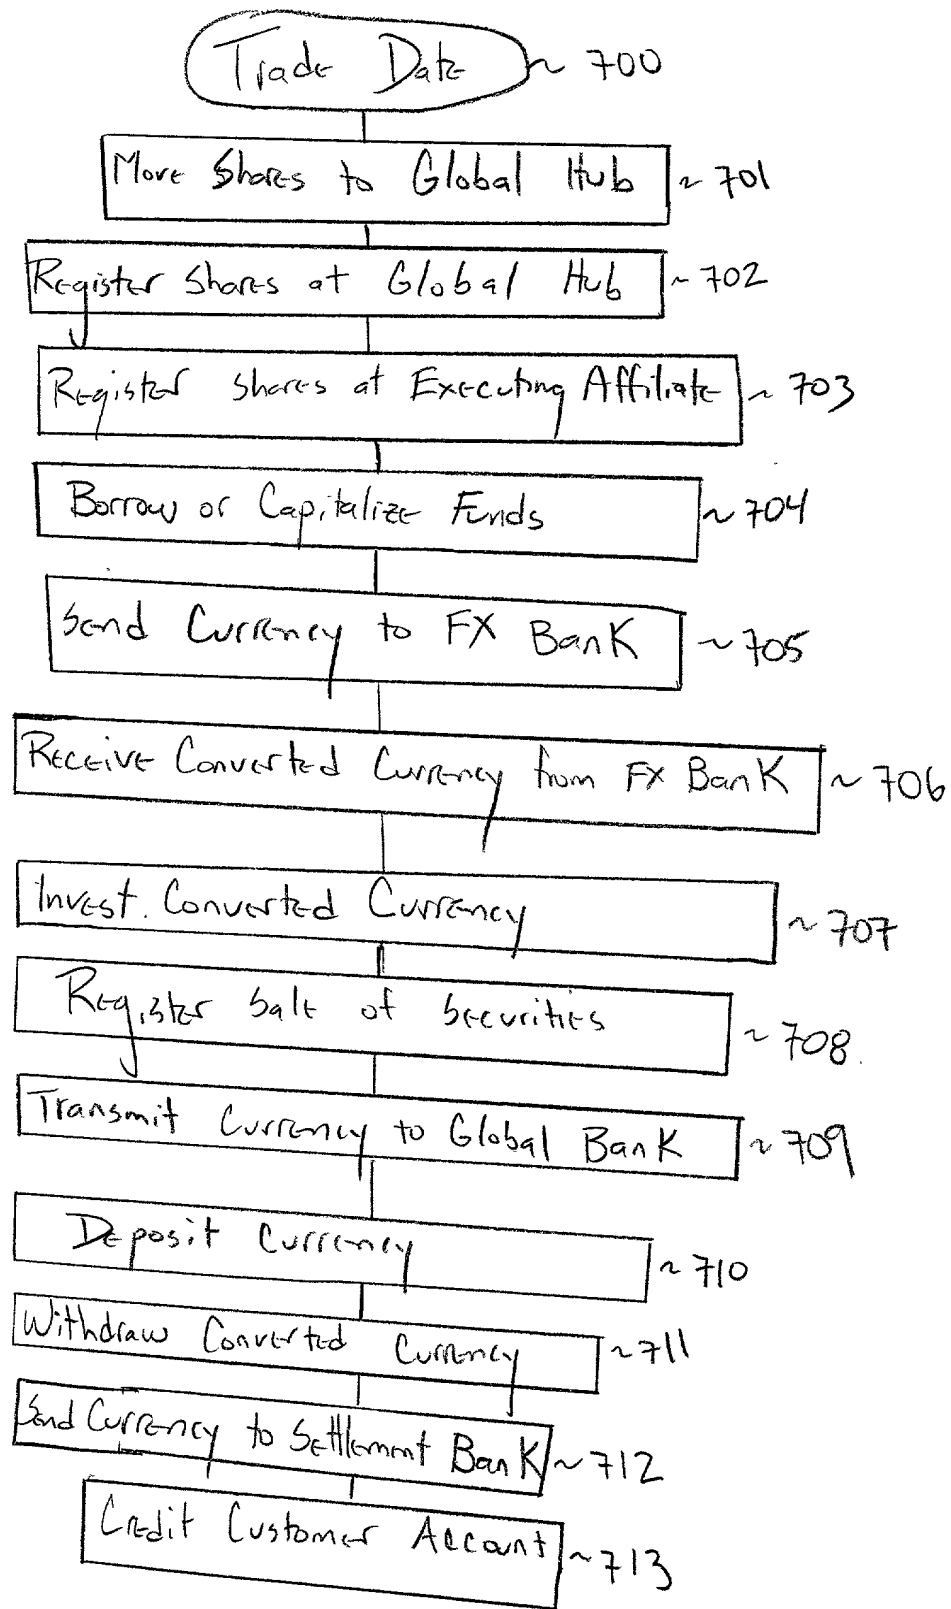 Trade Date ~ 700
Move Shares to Global Hub ~ 701
Register Shares at Global Hub ~ 702
Register Shares at Executing Affiliate ~ 703
Borrow or Capitalize Funds ~ 704
Send Currency to FX Bank ~ 705
Receive Converted Currency from FX Bank ~ 706
Invest. Converted Currency ~ 707
Register Sale of Securities ~ 708
Transmit Currency to Global Bank ~ 709
Deposit Currency ~ 710
Withdraw Converted Currency ~ 711
Send Currency to Settlement Bank ~ 712
Credit Customer Account ~ 713